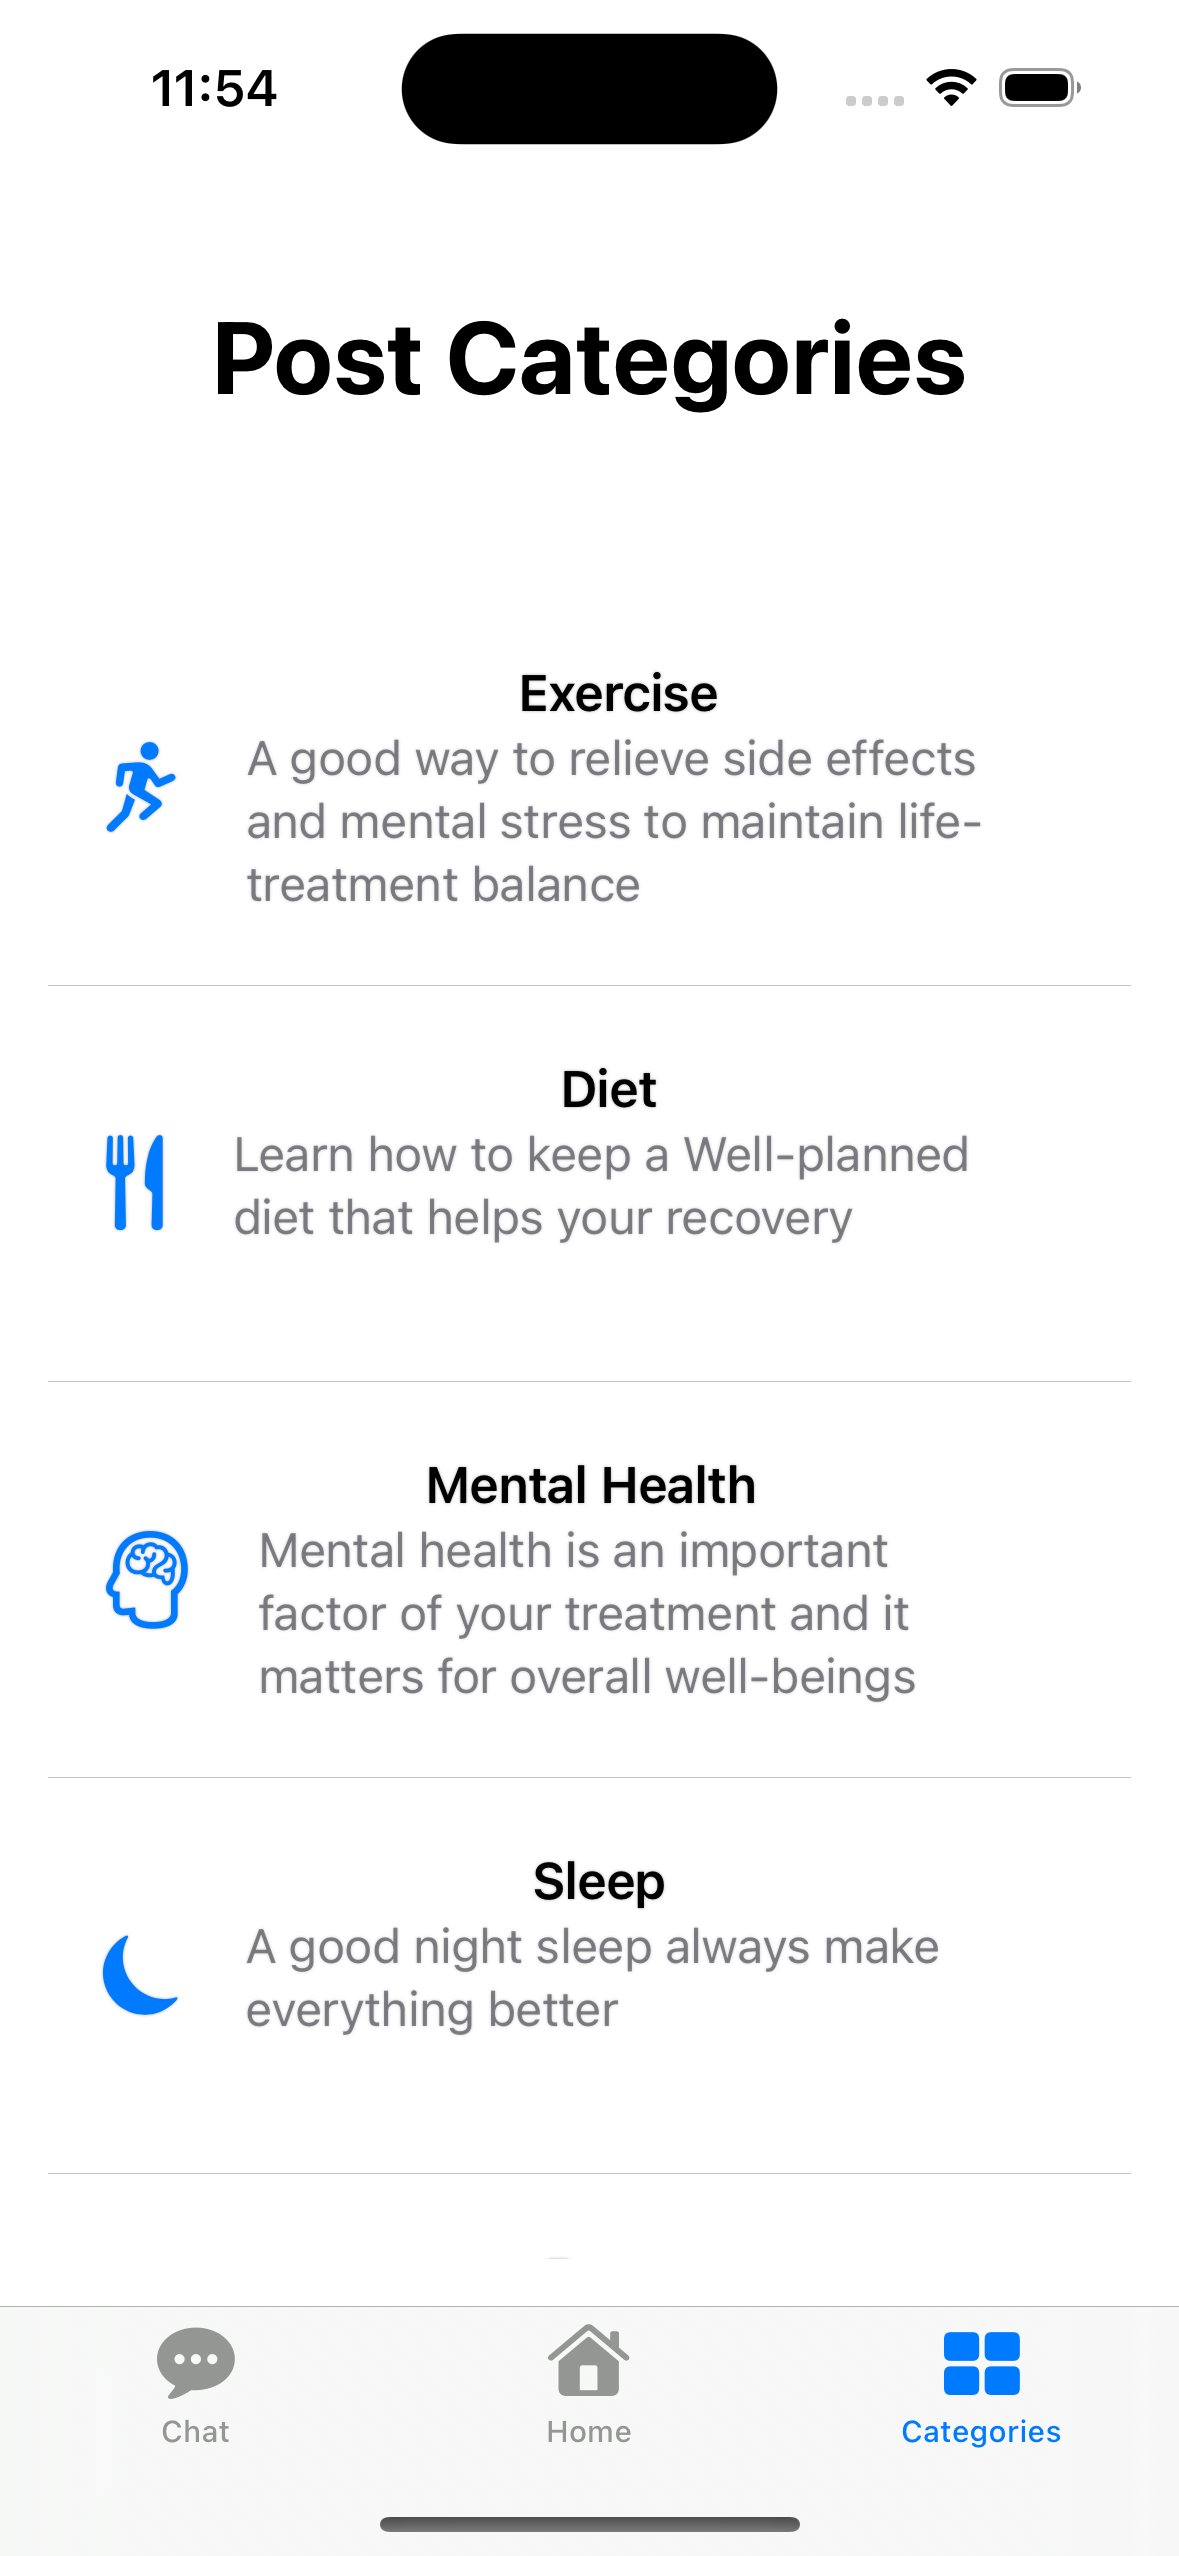 11:54
Post Categories
Exercise
A good way to relieve side effects
and mental stress to maintain life-
treatment balance
Diet
Learn how to keep a Well-planned
diet that helps your recovery
Mental Health
Mental health is an important
factor of your treatment and it
matters for overall well-beings
Sleep
A good night sleep always make
everything better
Chat
Home
Categories